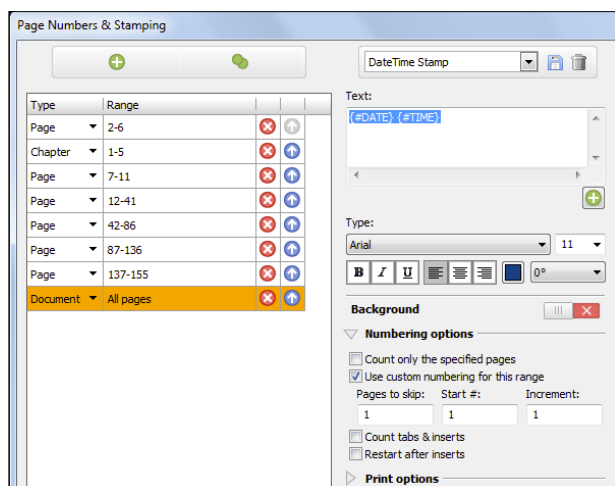 Page Numbers & Stamping
DateTime Stamp
Type Range
Page 2-6
Chapter 1-5
Page 7-11
Page 12-41
Page 42-86
Page 87-136
Page 137-155
Document All pages
Text:
{#DATE} {#TIME}
Type:
Arial 11
B I U 0°
Background
Numbering options
Count only the specified pages
Use custom numbering for this range
Pages to skip: Start #: Increment:
1 1 1
Count tabs & inserts
Restart after inserts
Print options